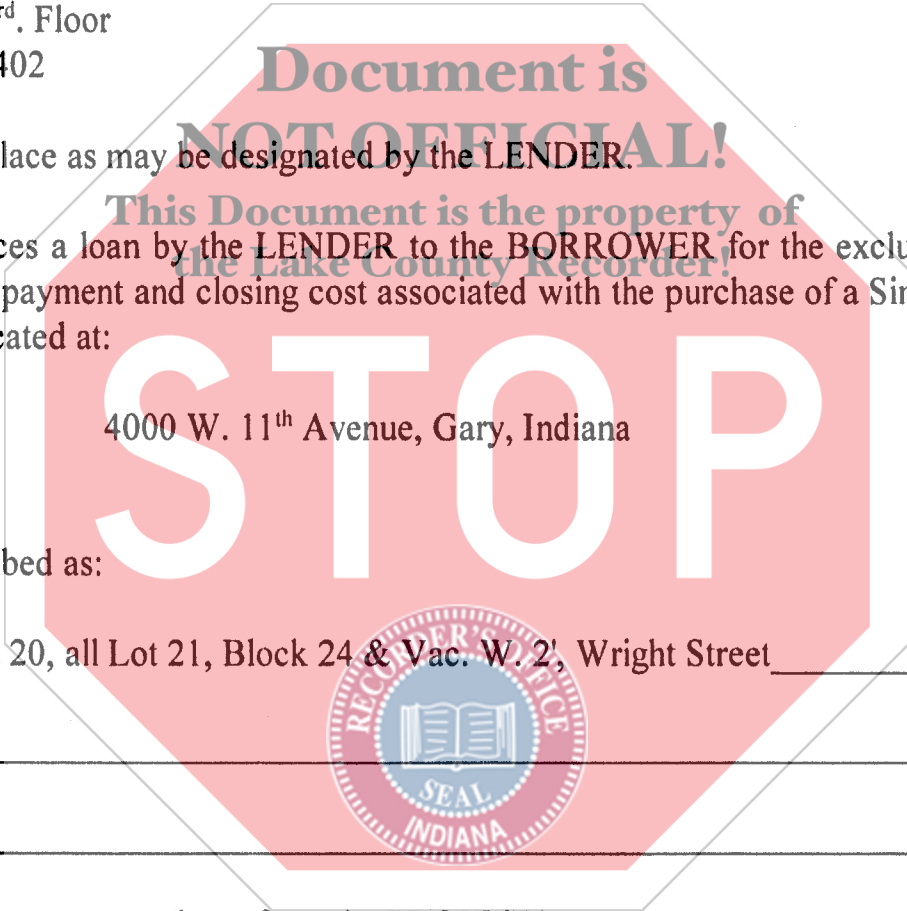 rd. Floor
402
Document is
NOT OFFICIAL!
lace as may be designated by the LENDER.
This Document is the property of
the Lake County Recorder!
ces a loan by the LENDER to the BORROWER for the exclu
payment and closing cost associated with the purchase of a Sin
cated at:
STOP
4000 W. 11th Avenue, Gary, Indiana
bed as:
20, all Lot 21, Block 24 & Vac. W. 2', Wright Street
RECORDER'S OFFICE
SEAL
INDIANA